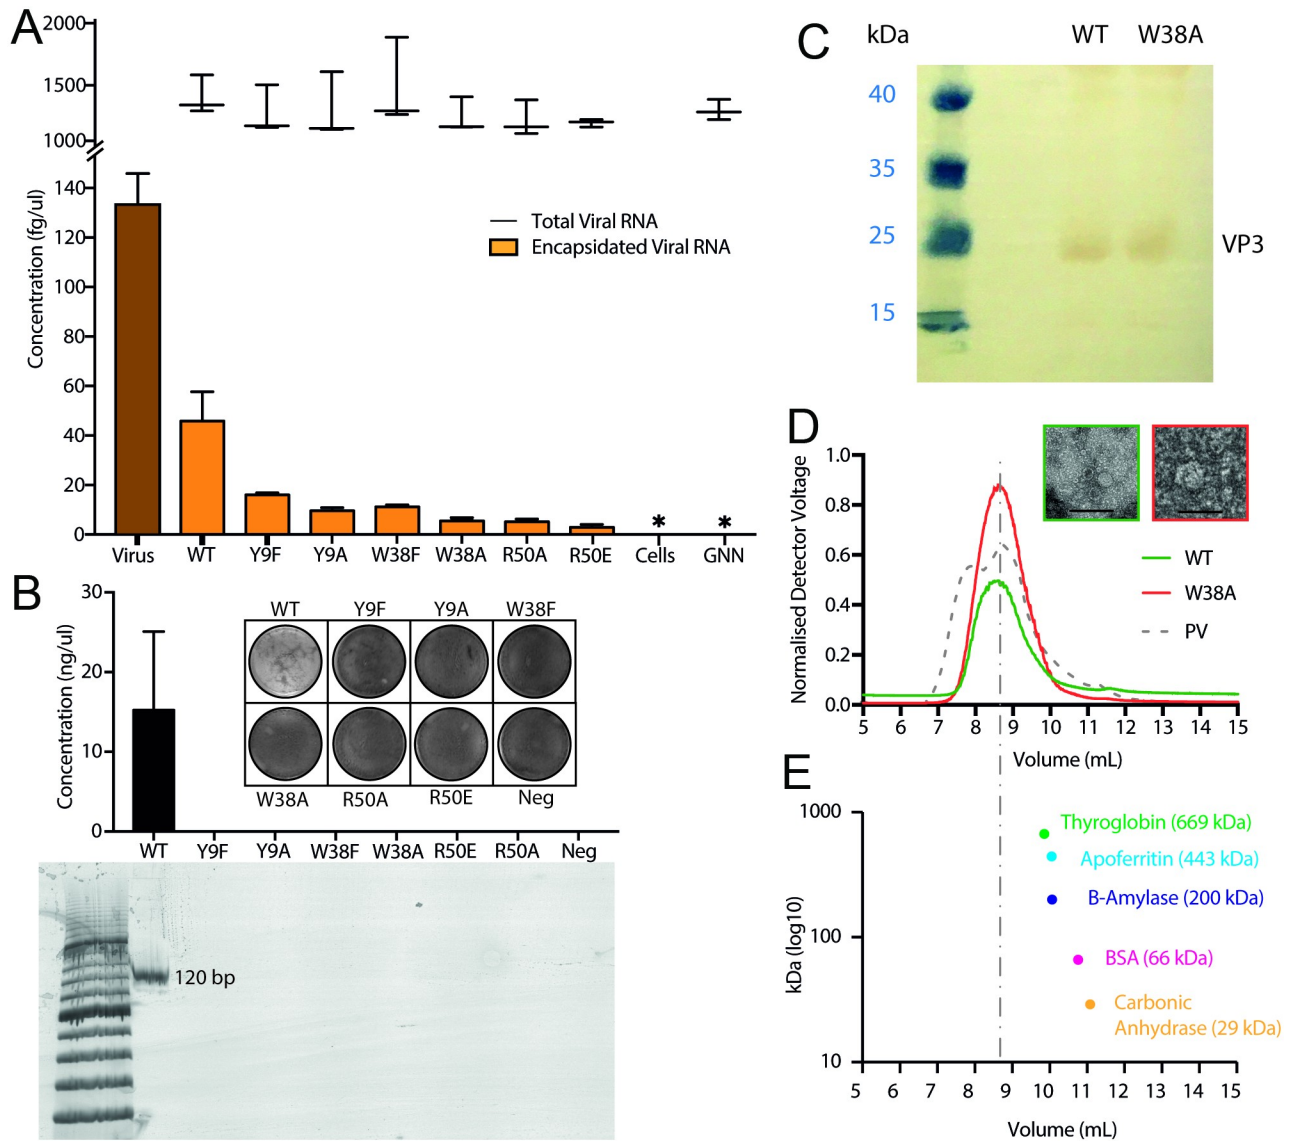 A
2000
1500
1000
140
120
100
80
60
40
20
0
Concentration (fg/ul)
Total Viral RNA
Encapsidated Viral RNA
Virus WT Y9F Y9A W38F W38A R50A R50E Cells GNN
* *
B
30
20
10
0
Concentration (ng/ul)
WT Y9F Y9A W38F
W38A R50A R50E Neg
WT Y9F Y9A W38F W38A R50E R50A Neg
120 bp
C
kDa WT W38A
40
35
25
15
VP3
D
Normalised Detector Voltage
1.0
0.8
0.6
0.4
0.2
0.0
WT
W38A
PV
5 6 7 8 9 10 11 12 13 14 15
Volume (mL)
E
kDa (log10)
1000
100
10
Thyroglobin (669 kDa)
Apoferritin (443 kDa)
B-Amylase (200 kDa)
BSA (66 kDa)
Carbonic
Anhydrase (29 kDa)
5 6 7 8 9 10 11 12 13 14 15
Volume (mL)